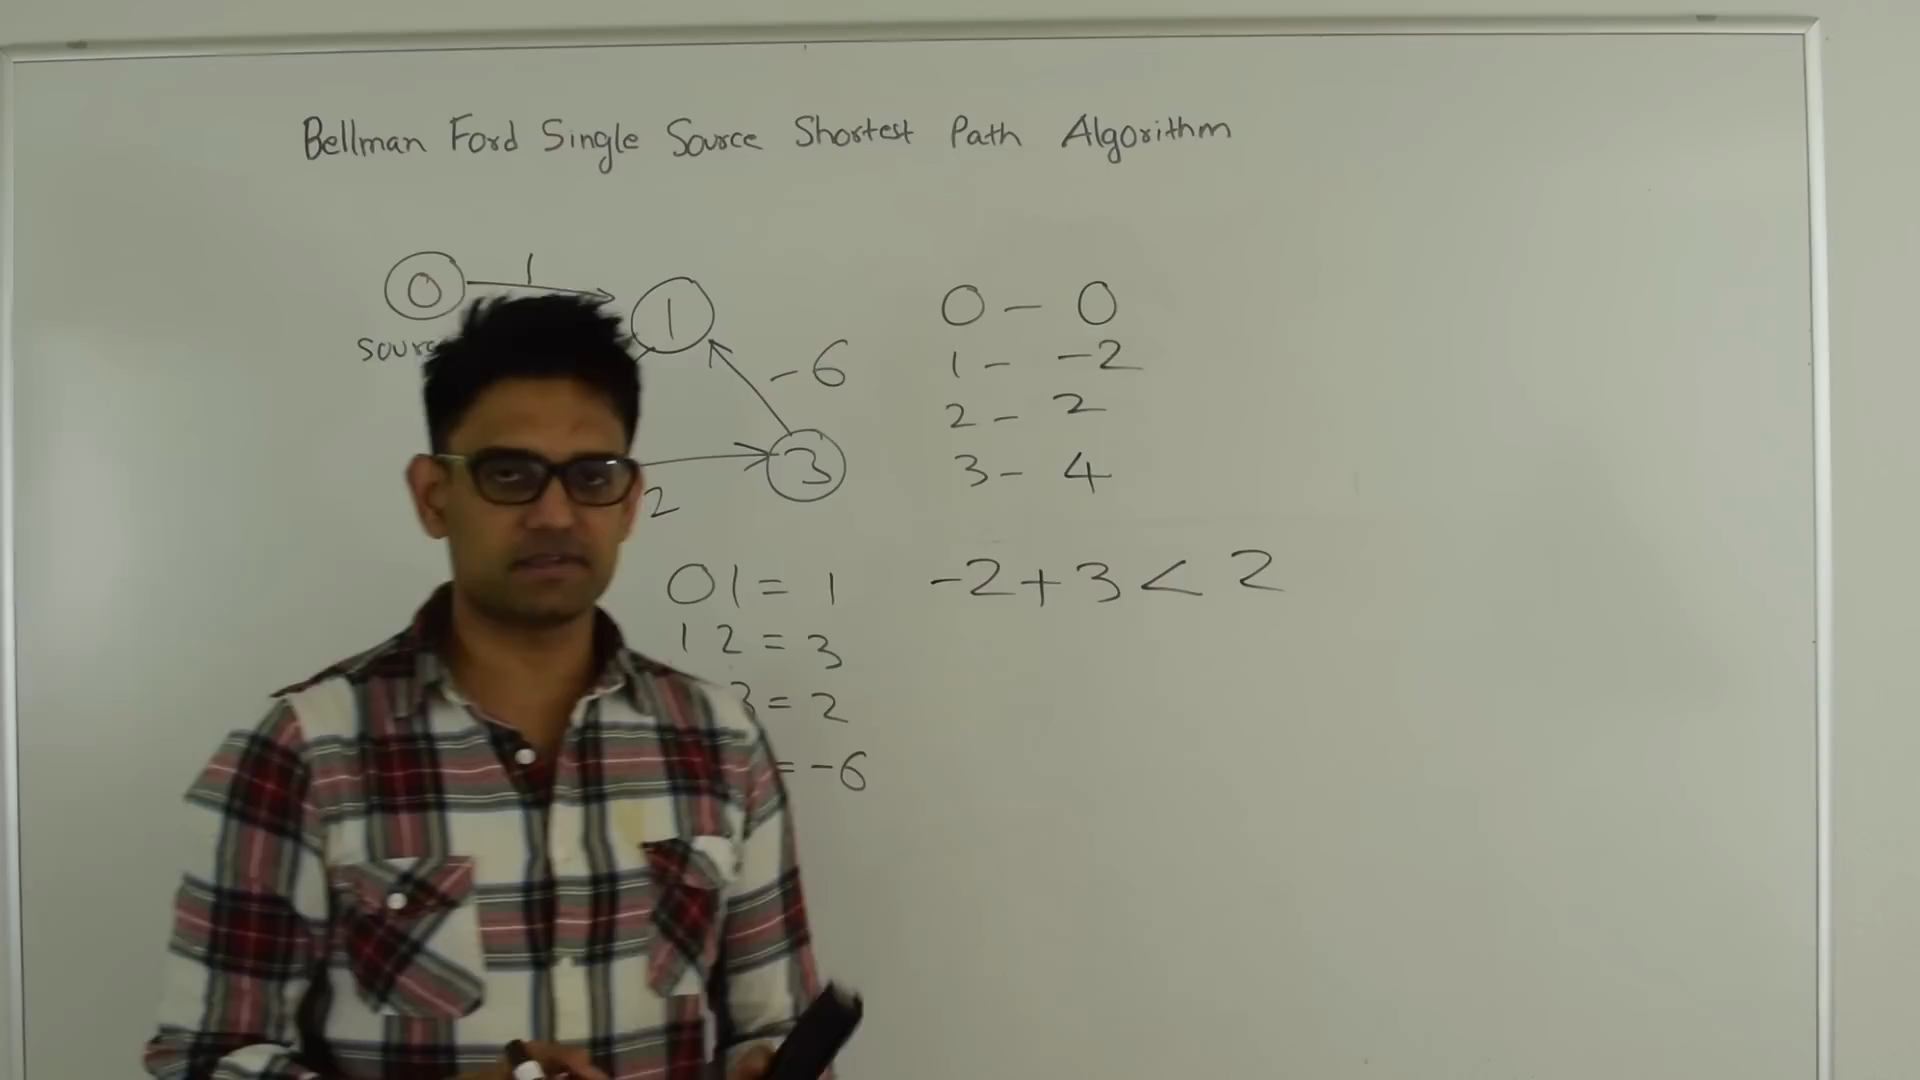 Bellman Ford Single Source Shortest Path Algorithm
0 1 1
-6
3
2
0 - 0
1 - -2
2 - 2
3 - 4
01 = 1
12 = 3
3 = 2
= -6
-2+3 < 2